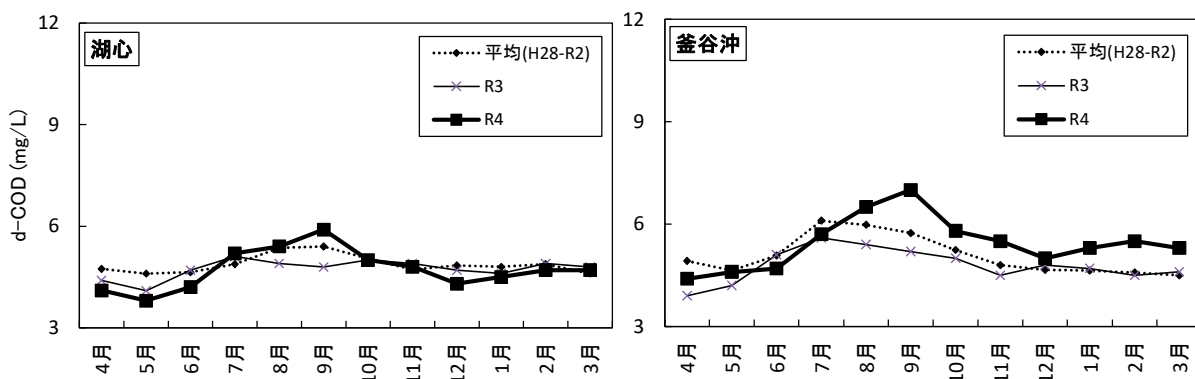 湖心
平均(H28-R2)
R3
R4
d-COD (mg/L)
12
9
6
3
4月
5月
6月
7月
8月
9月
10月
11月
12月
1月
2月
3月
釜谷沖
平均(H28-R2)
R3
R4
12
9
6
3
4月
5月
6月
7月
8月
9月
10月
11月
12月
1月
2月
3月